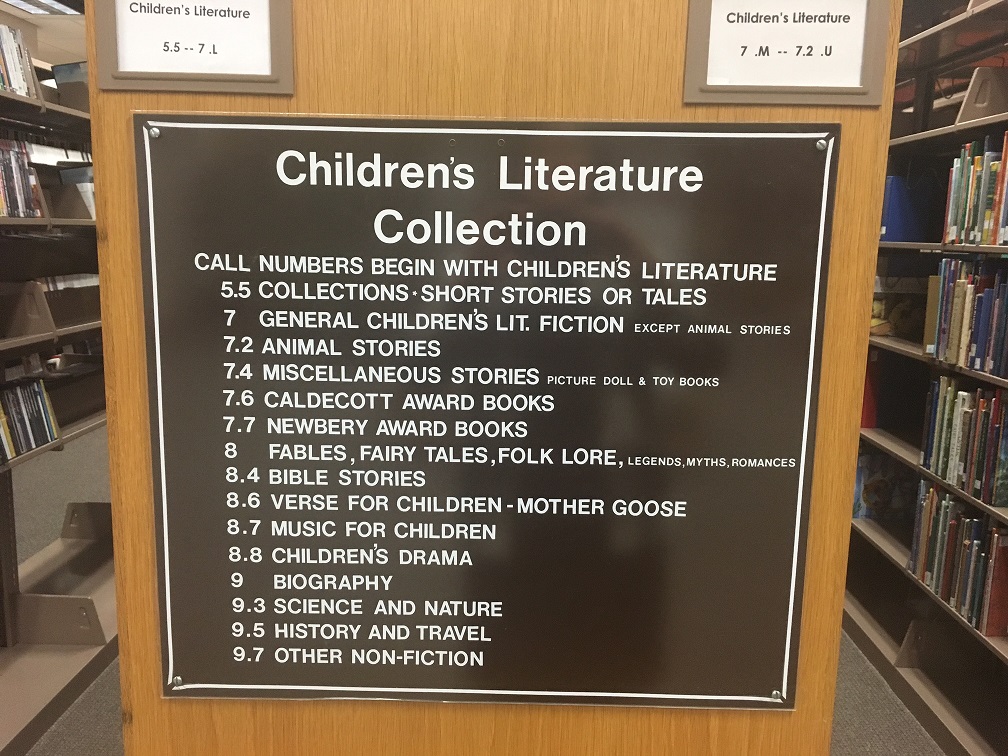 Children's Literature
5.5 -- 7 .L
Children's Literature
7 .M -- 7.2 .U
Children's Literature
Collection
CALL NUMBERS BEGIN WITH CHILDREN'S LITERATURE
5.5 COLLECTIONS·SHORT STORIES OR TALES
7 GENERAL CHILDREN'S LIT. FICTION EXCEPT ANIMAL STORIES
7.2 ANIMAL STORIES
7.4 MISCELLANEOUS STORIES PICTURE DOLL & TOY BOOKS
7.6 CALDECOTT AWARD BOOKS
7.7 NEWBERY AWARD BOOKS
8 FABLES, FAIRY TALES, FOLK LORE, LEGENDS, MYTHS, ROMANCES
8.4 BIBLE STORIES
8.6 VERSE FOR CHILDREN - MOTHER GOOSE
8.7 MUSIC FOR CHILDREN
8.8 CHILDREN'S DRAMA
9 BIOGRAPHY
9.3 SCIENCE AND NATURE
9.5 HISTORY AND TRAVEL
9.7 OTHER NON-FICTION